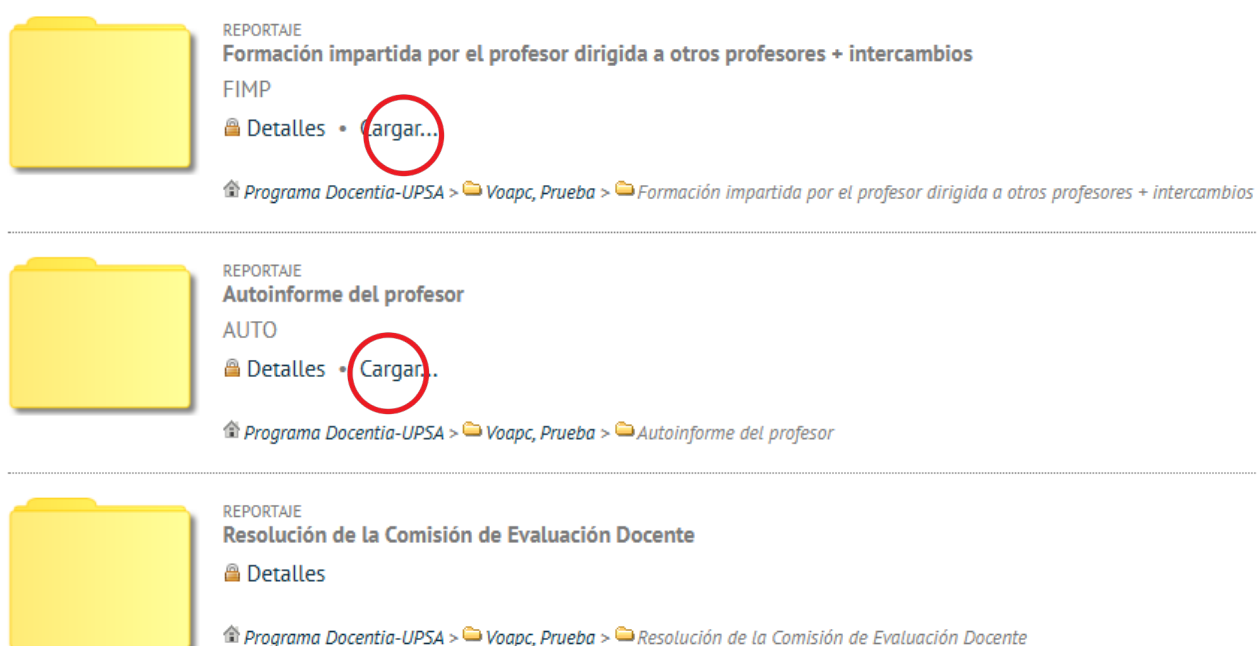 REPORTAJE
Formación impartida por el profesor dirigida a otros profesores + intercambios
FIMP
Detalles • Cargar...
Programa Docentia-UPSA > Voapc, Prueba > Formación impartida por el profesor dirigida a otros profesores + intercambios
REPORTAJE
Autoinforme del profesor
AUTO
Detalles • Cargar...
Programa Docentia-UPSA > Voapc, Prueba > Autoinforme del profesor
REPORTAJE
Resolución de la Comisión de Evaluación Docente
Detalles
Programa Docentia-UPSA > Voapc, Prueba > Resolución de la Comisión de Evaluación Docente